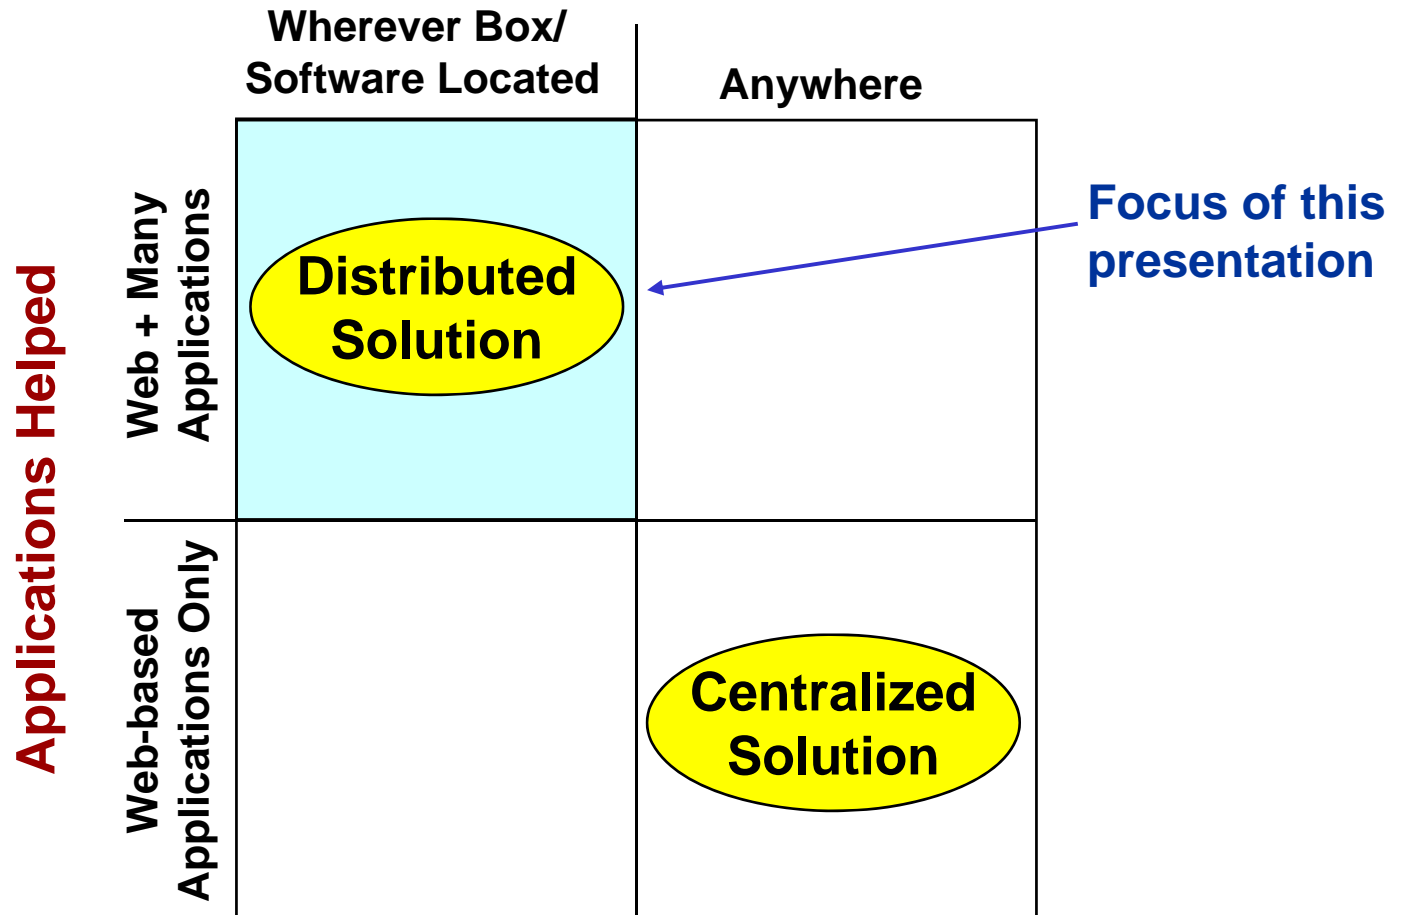 Wherever Box/
Software Located
Anywhere
Applications Helped
Web + Many
Applications
Distributed
Solution
Focus of this
presentation
Web-based
Applications Only
Centralized
Solution